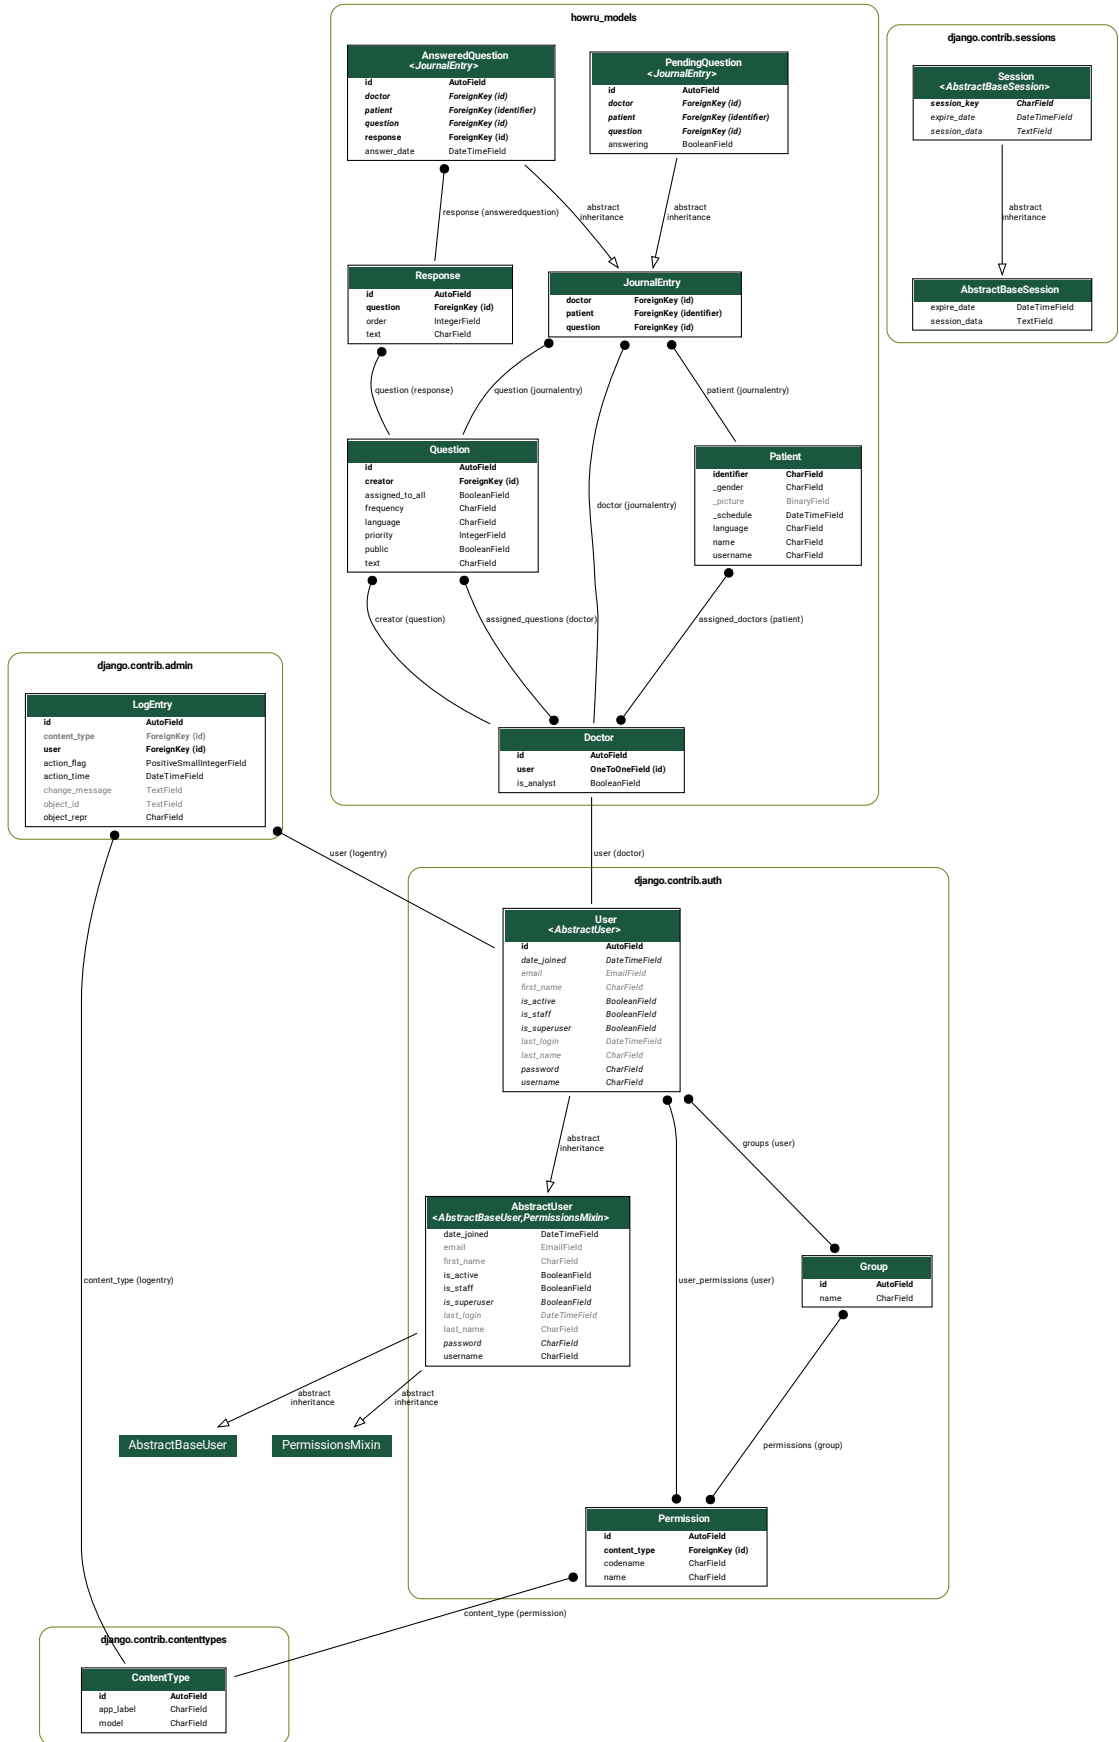 howru_models
AnsweredQuestion
<JournalEntry>
id AutoField
doctor ForeignKey (id)
patient ForeignKey (identifier)
question ForeignKey (id)
response ForeignKey (id)
answer_date DateTimeField
PendingQuestion
<JournalEntry>
id AutoField
doctor ForeignKey (id)
patient ForeignKey (identifier)
question ForeignKey (id)
answering BooleanField
django.contrib.sessions
Session
<AbstractBaseSession>
session_key CharField
expire_date DateTimeField
session_data TextField
response (answeredquestion)
abstract
inheritance
abstract
inheritance
abstract
inheritance
Response
id AutoField
question ForeignKey (id)
order IntegerField
text CharField
JournalEntry
doctor ForeignKey (id)
patient ForeignKey (identifier)
question ForeignKey (id)
AbstractBaseSession
expire_date DateTimeField
session_data TextField
question (response)
question (journalentry)
patient (journalentry)
doctor (journalentry)
Question
id AutoField
creator ForeignKey (id)
assigned_to_all BooleanField
frequency CharField
language CharField
priority IntegerField
public BooleanField
text CharField
Patient
identifier CharField
_gender CharField
_picture BinaryField
_schedule DateTimeField
language CharField
name CharField
username CharField
creator (question)
assigned_questions (doctor)
assigned_doctors (patient)
django.contrib.admin
LogEntry
id AutoField
content_type ForeignKey (id)
user ForeignKey (id)
action_flag PositiveSmallIntegerField
action_time DateTimeField
change_message TextField
object_id TextField
object_repr CharField
Doctor
id AutoField
user OneToOneField (id)
is_analyst BooleanField
user (logentry)
user (doctor)
django.contrib.auth
User
<AbstractUser>
id AutoField
date_joined DateTimeField
email EmailField
first_name CharField
is_active BooleanField
is_staff BooleanField
is_superuser BooleanField
last_login DateTimeField
last_name CharField
password CharField
username CharField
abstract
inheritance
groups (user)
AbstractUser
<AbstractBaseUser,PermissionsMixin>
date_joined DateTimeField
email EmailField
first_name CharField
is_active BooleanField
is_staff BooleanField
is_superuser BooleanField
last_login DateTimeField
last_name CharField
password CharField
username CharField
content_type (logentry)
user_permissions (user)
Group
id AutoField
name CharField
abstract
inheritance
abstract
inheritance
AbstractBaseUser
PermissionsMixin
permissions (group)
Permission
id AutoField
content_type ForeignKey (id)
codename CharField
name CharField
content_type (permission)
django.contrib.contenttypes
ContentType
id AutoField
app_label CharField
model CharField